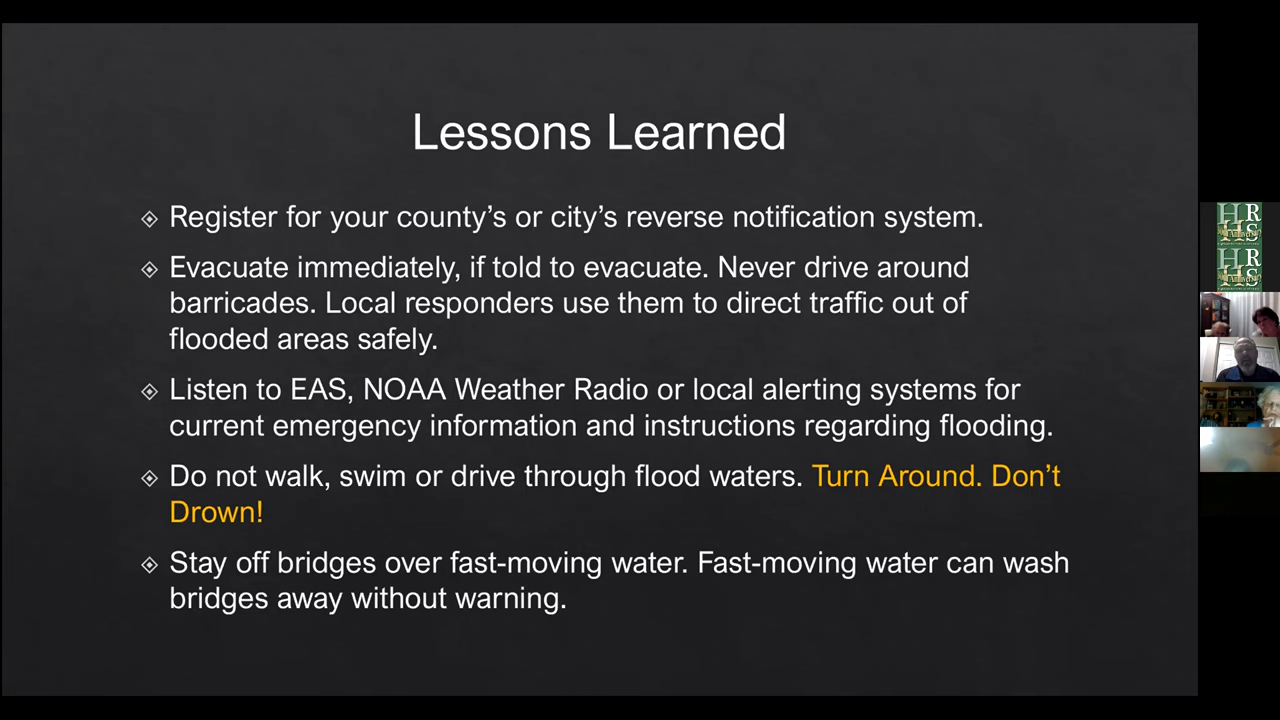 Lessons Learned
Register for your county’s or city’s reverse notification system.
Evacuate immediately, if told to evacuate. Never drive around
barricades. Local responders use them to direct traffic out of
flooded areas safely.
Listen to EAS, NOAA Weather Radio or local alerting systems for
current emergency information and instructions regarding flooding.
Do not walk, swim or drive through flood waters. Turn Around. Don’t
Drown!
Stay off bridges over fast-moving water. Fast-moving water can wash
bridges away without warning.
H R
H S
H R
H S